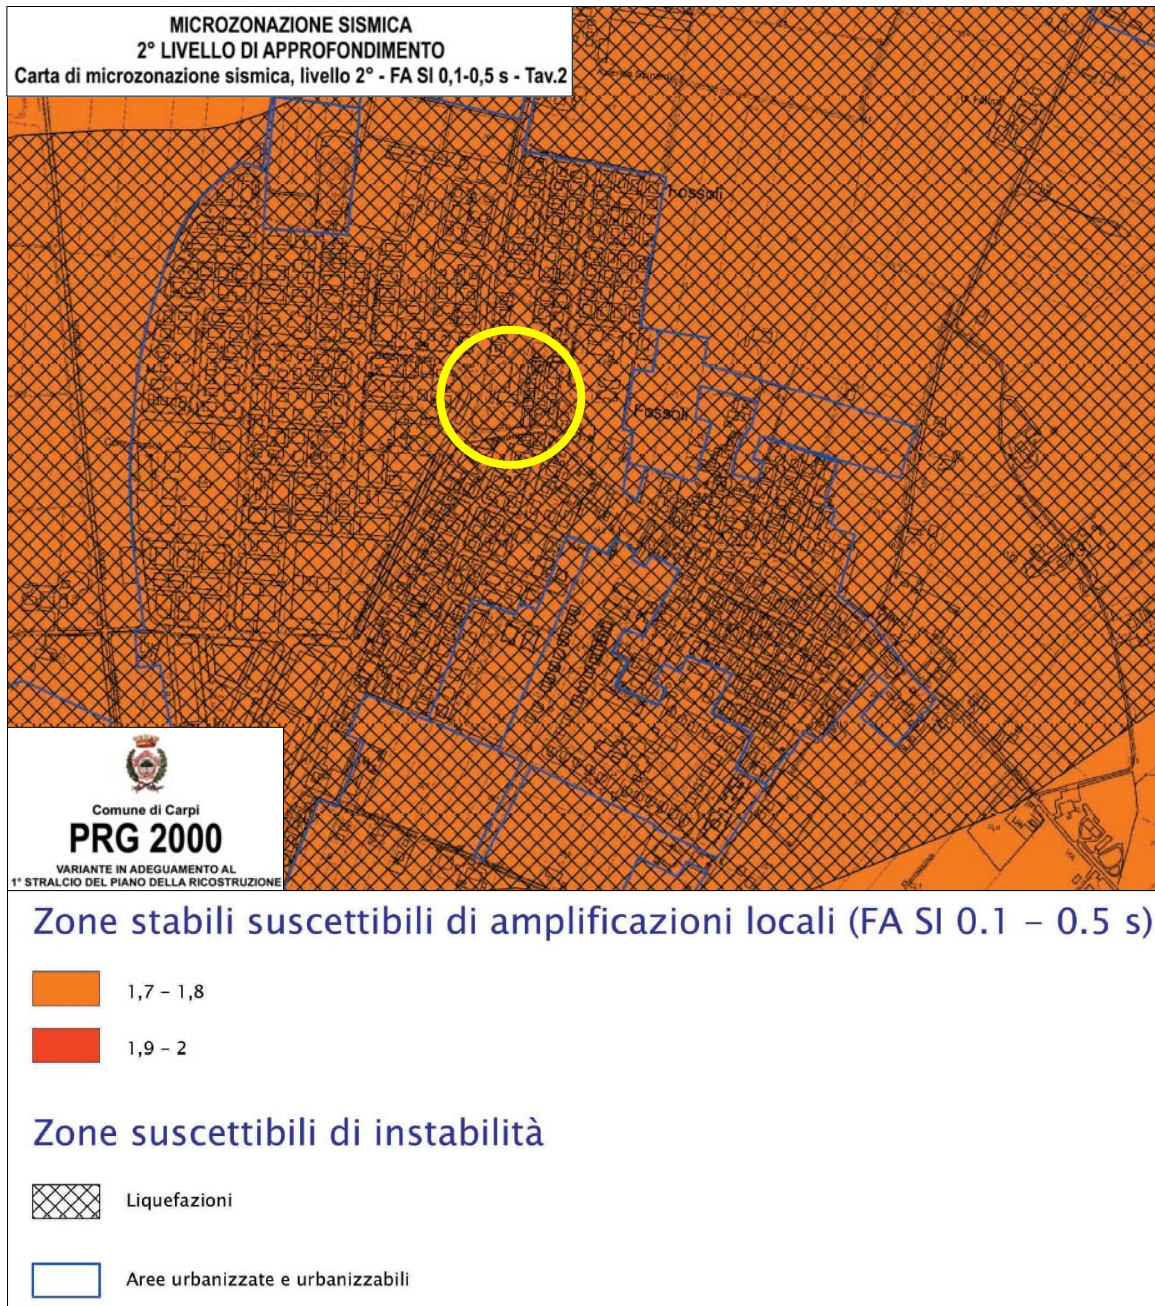 MICROZONAZIONE SISMICA
2° LIVELLO DI APPROFONDIMENTO
Carta di microzonazione sismica, livello 2° - FA SI 0,1-0,5 s - Tav.2
Fossoli
Fossoli
Comune di Carpi
PRG 2000
VARIANTE IN ADEGUAMENTO AL
1° STRALCIO DEL PIANO DELLA RICOSTRUZIONE
Zone stabili suscettibili di amplificazioni locali (FA SI 0.1 – 0.5 s)
1,7 – 1,8
1,9 – 2
Zone suscettibili di instabilità
Liquefazioni
Aree urbanizzate e urbanizzabili